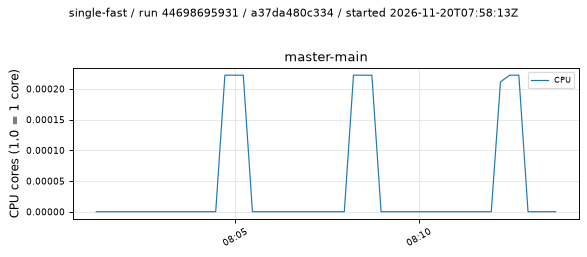 single-fast / run 44698695931 / a37da480c334 / started 2026-11-20T07:58:13Z
master-main
CPU
CPU cores (1.0 = 1 core)
0.00020
0.00015
0.00010
0.00005
0.00000
08:05
08:10